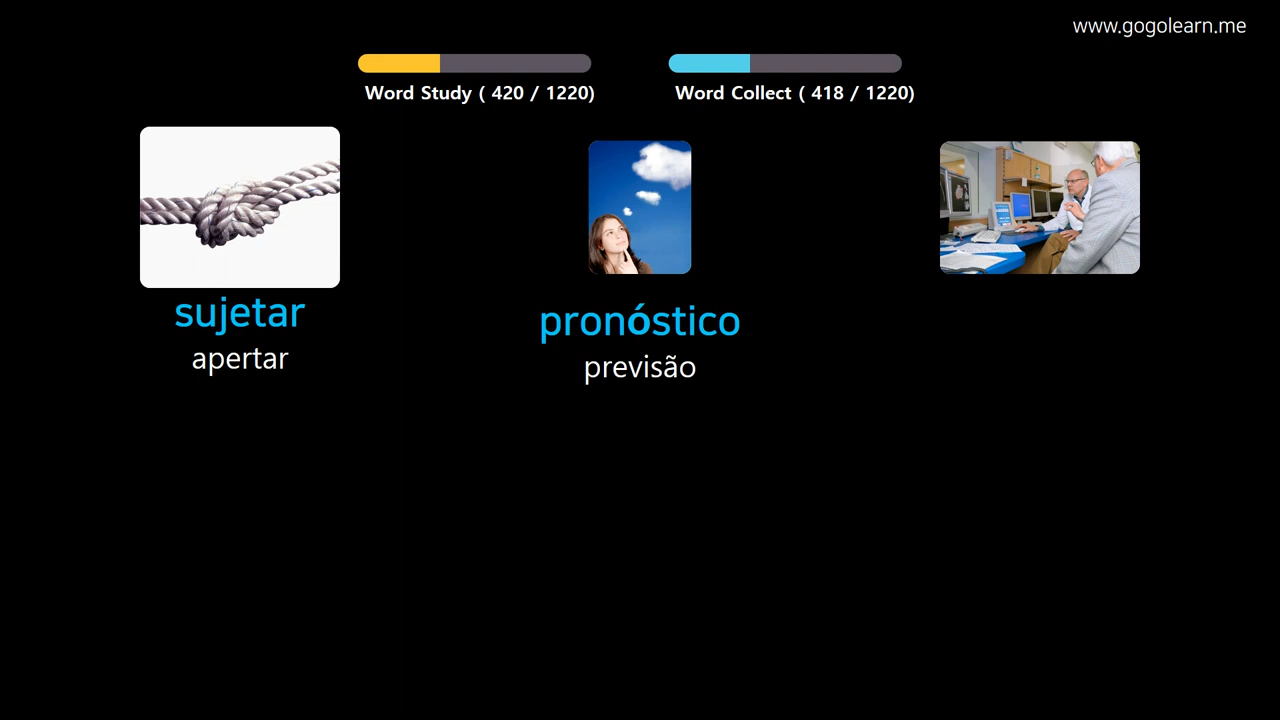 www.gogolearn.me
Word Study ( 420 / 1220)
Word Collect ( 418 / 1220)
sujetar
apertar
pronóstico
previsão